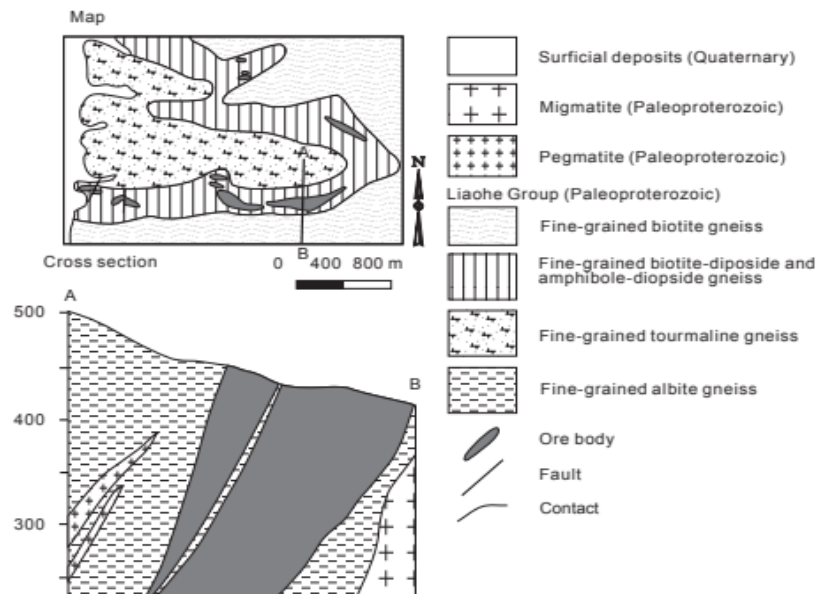 Map
A
N
B
0 400 800 m
Cross section
A
500
B
400
300
Surficial deposits (Quaternary)
Migmatite (Paleoproterozoic)
Pegmatite (Paleoproterozoic)
Liaohe Group (Paleoproterozoic)
Fine-grained biotite gneiss
Fine-grained biotite-diposide and
amphibole-diopside gneiss
Fine-grained tourmaline gneiss
Fine-grained albite gneiss
Ore body
Fault
Contact